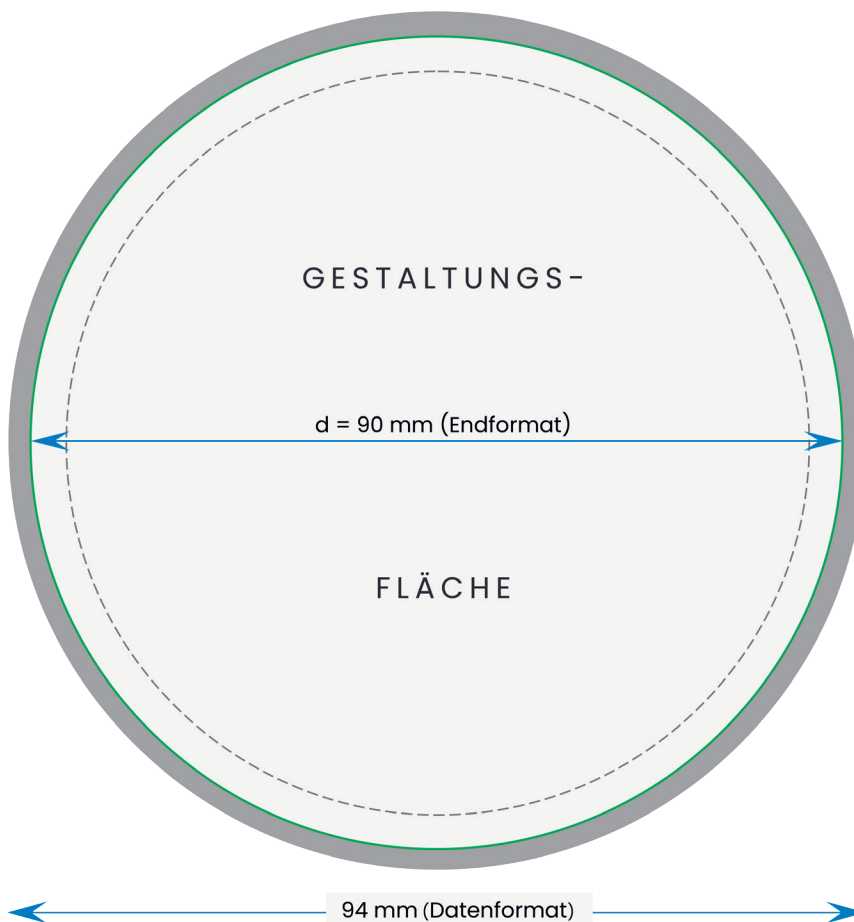 GESTALTUNGS-
d = 90 mm (Endformat)
FLÄCHE
94 mm (Datenformat)